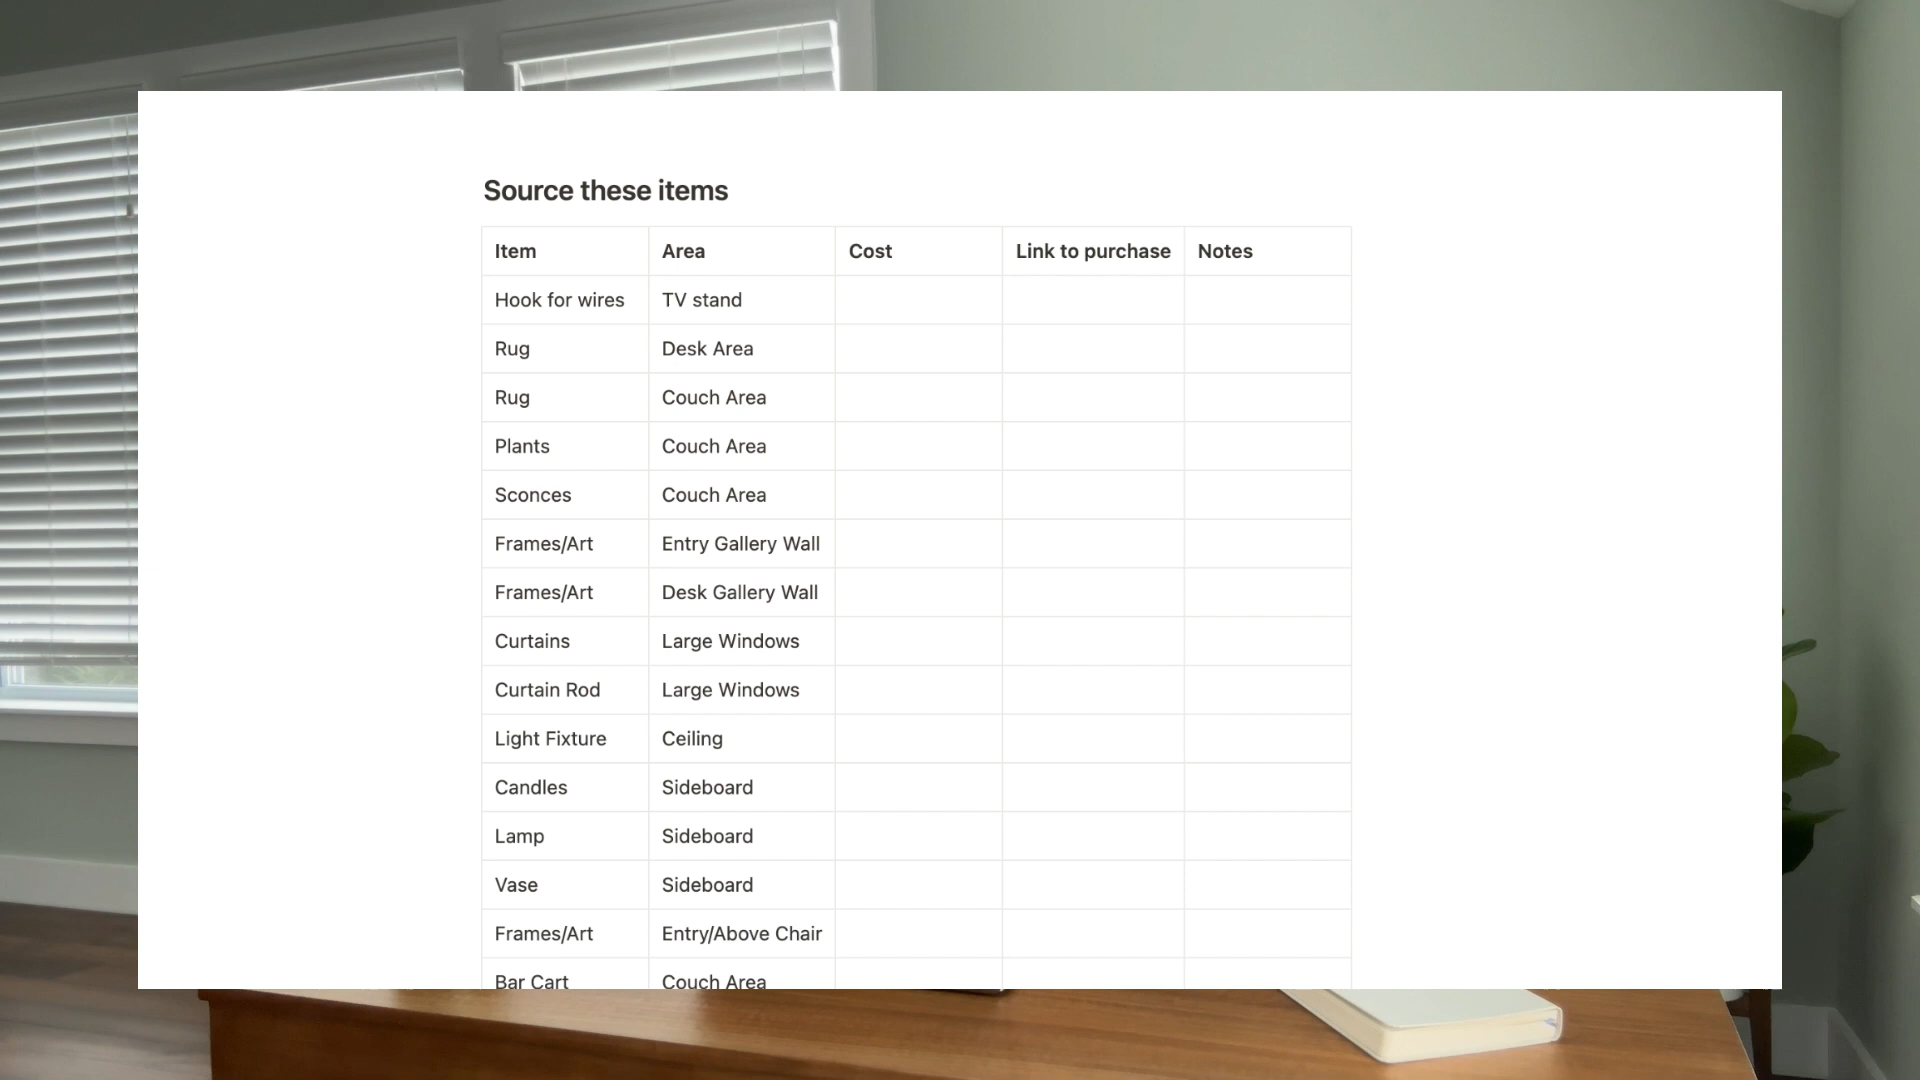 Source these items
Item Area Cost Link to purchase Notes
Hook for wires TV stand
Rug Desk Area
Rug Couch Area
Plants Couch Area
Sconces Couch Area
Frames/Art Entry Gallery Wall
Frames/Art Desk Gallery Wall
Curtains Large Windows
Curtain Rod Large Windows
Light Fixture Ceiling
Candles Sideboard
Lamp Sideboard
Vase Sideboard
Frames/Art Entry/Above Chair
Bar Cart Couch Area